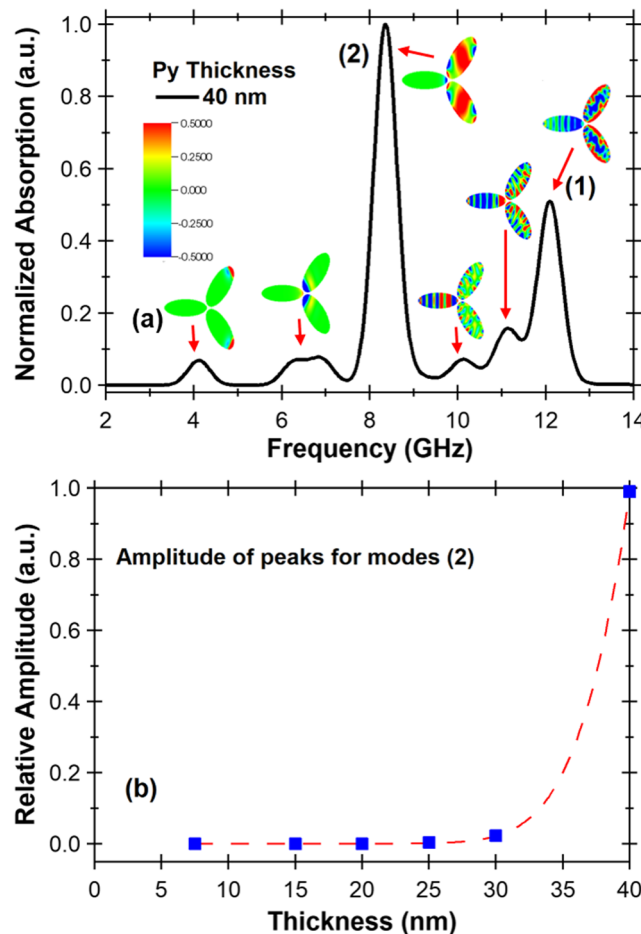 Normalized Absorption (a.u.)
1.0
0.8
0.6
0.4
0.2
0.0
Py Thickness
40 nm
0.5000
0.2500
0.000
-0.2500
-0.5000
(2)
(1)
(a)
2 4 6 8 10 12 14
Frequency (GHz)
Relative Amplitude (a.u.)
1.0
0.8
0.6
0.4
0.2
0.0
Amplitude of peaks for modes (2)
(b)
0 5 10 15 20 25 30 35 40
Thickness (nm)